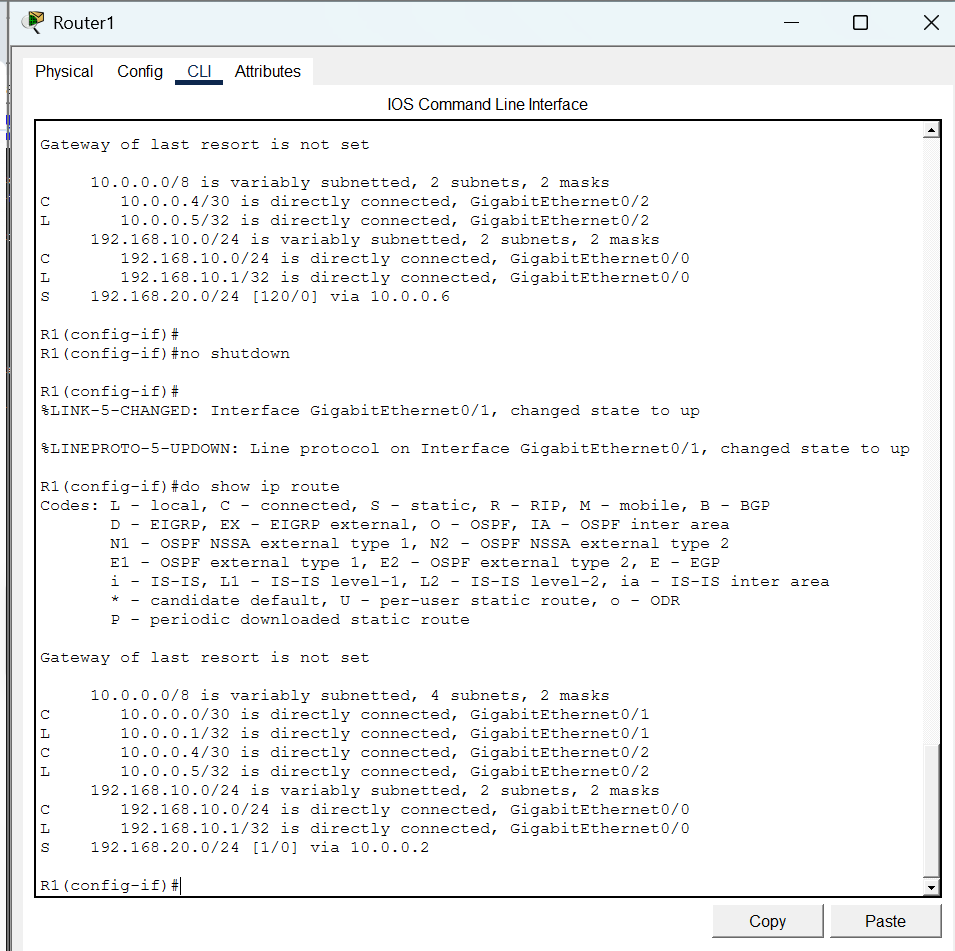 Router1
Physical Config CLI Attributes
IOS Command Line Interface
Gateway of last resort is not set
     10.0.0.0/8 is variably subnetted, 2 subnets, 2 masks
C       10.0.0.4/30 is directly connected, GigabitEthernet0/2
L       10.0.0.5/32 is directly connected, GigabitEthernet0/2
     192.168.10.0/24 is variably subnetted, 2 subnets, 2 masks
C       192.168.10.0/24 is directly connected, GigabitEthernet0/0
L       192.168.10.1/32 is directly connected, GigabitEthernet0/0
S    192.168.20.0/24 [120/0] via 10.0.0.6
R1(config-if)#
R1(config-if)#no shutdown
R1(config-if)#
%LINK-5-CHANGED: Interface GigabitEthernet0/1, changed state to up
%LINEPROTO-5-UPDOWN: Line protocol on Interface GigabitEthernet0/1, changed state to up
R1(config-if)#do show ip route
Codes: L - local, C - connected, S - static, R - RIP, M - mobile, B - BGP
       D - EIGRP, EX - EIGRP external, O - OSPF, IA - OSPF inter area
       N1 - OSPF NSSA external type 1, N2 - OSPF NSSA external type 2
       E1 - OSPF external type 1, E2 - OSPF external type 2, E - EGP
       i - IS-IS, L1 - IS-IS level-1, L2 - IS-IS level-2, ia - IS-IS inter area
       * - candidate default, U - per-user static route, o - ODR
       P - periodic downloaded static route
Gateway of last resort is not set
     10.0.0.0/8 is variably subnetted, 4 subnets, 2 masks
C       10.0.0.0/30 is directly connected, GigabitEthernet0/1
L       10.0.0.1/32 is directly connected, GigabitEthernet0/1
C       10.0.0.4/30 is directly connected, GigabitEthernet0/2
L       10.0.0.5/32 is directly connected, GigabitEthernet0/2
     192.168.10.0/24 is variably subnetted, 2 subnets, 2 masks
C       192.168.10.0/24 is directly connected, GigabitEthernet0/0
L       192.168.10.1/32 is directly connected, GigabitEthernet0/0
S    192.168.20.0/24 [1/0] via 10.0.0.2
R1(config-if)#
Copy Paste